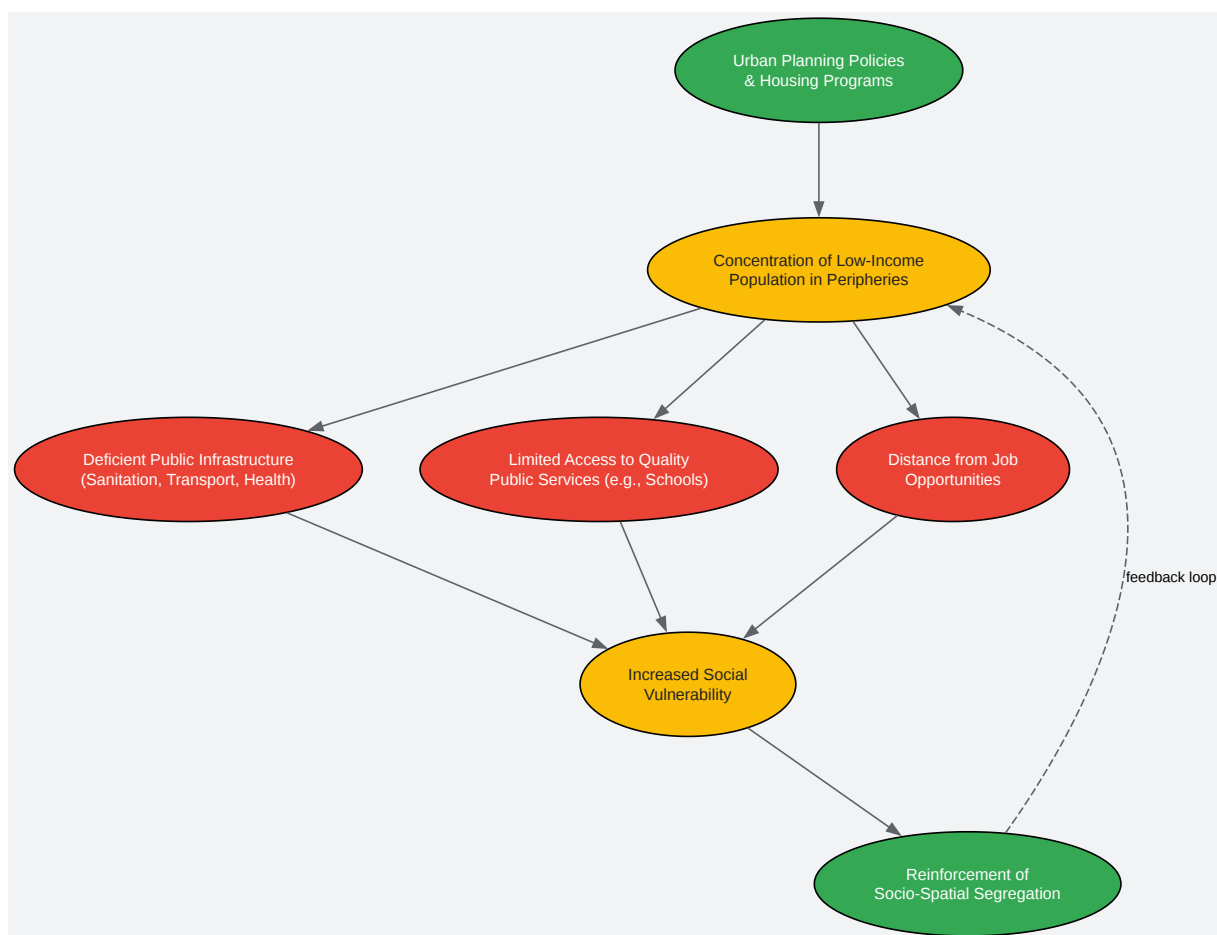 Urban Planning Policies
& Housing Programs
Concentration of Low-Income
Population in Peripheries
Deficient Public Infrastructure
(Sanitation, Transport, Health)
Limited Access to Quality
Public Services (e.g., Schools)
Distance from Job
Opportunities
feedback loop
Increased Social
Vulnerability
Reinforcement of
Socio-Spatial Segregation